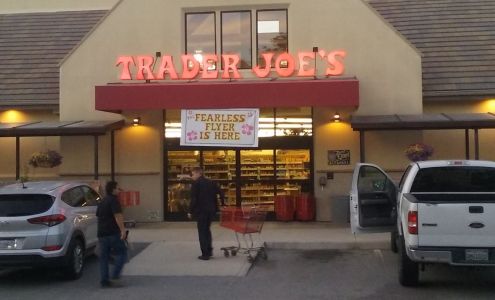 TRADER JOE'S
FEARLESS
FLYER
IS HERE